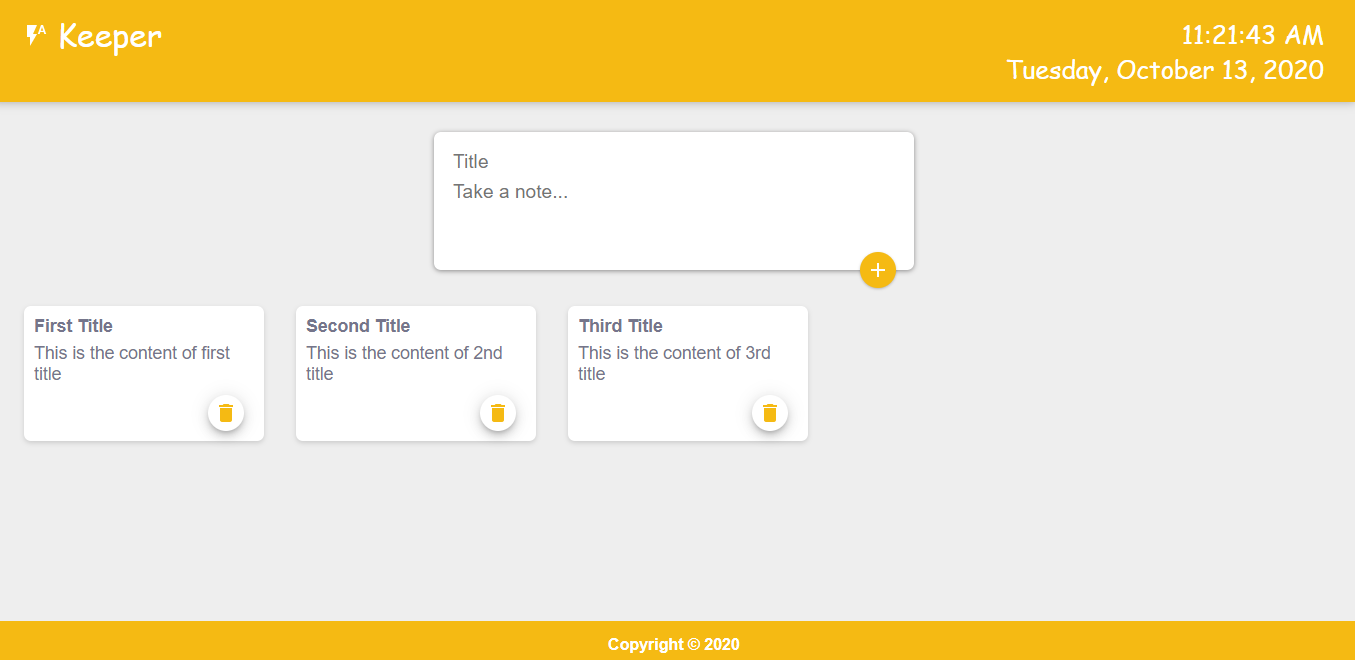 Keeper
11:21:43 AM
Tuesday, October 13, 2020
Title
Take a note...
First Title
This is the content of first
title
Second Title
This is the content of 2nd
title
Third Title
This is the content of 3rd
title
Copyright © 2020